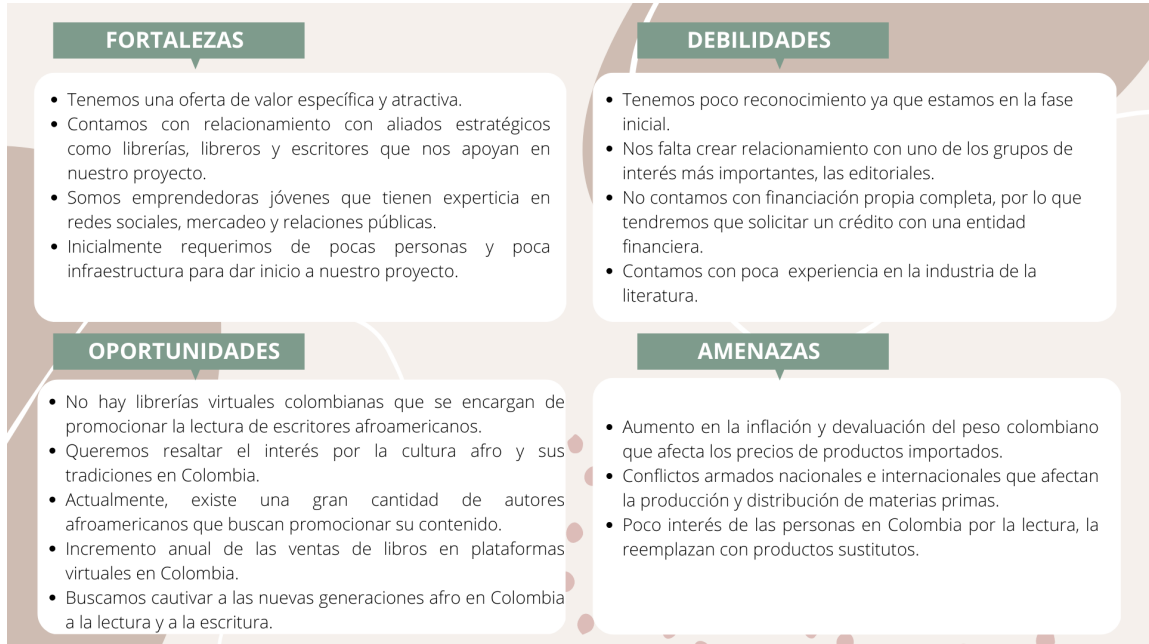 FORTALEZAS
• Tenemos una oferta de valor específica y atractiva.
• Contamos con relacionamiento con aliados estratégicos
como librerías, libreros y escritores que nos apoyan en
nuestro proyecto.
• Somos emprendedoras jóvenes que tienen experticia en
redes sociales, mercadeo y relaciones públicas.
• Inicialmente requerimos de pocas personas y poca
infraestructura para dar inicio a nuestro proyecto.
DEBILIDADES
• Tenemos poco reconocimiento ya que estamos en la fase
inicial.
• Nos falta crear relacionamiento con uno de los grupos de
interés más importantes, las editoriales.
• No contamos con financiación propia completa, por lo que
tendremos que solicitar un crédito con una entidad
financiera.
• Contamos con poca experiencia en la industria de la
literatura.
OPORTUNIDADES
• No hay librerías virtuales colombianas que se encargan de
promocionar la lectura de escritores afroamericanos.
• Queremos resaltar el interés por la cultura afro y sus
tradiciones en Colombia.
• Actualmente, existe una gran cantidad de autores
afroamericanos que buscan promocionar su contenido.
• Incremento anual de las ventas de libros en plataformas
virtuales en Colombia.
• Buscamos cautivar a las nuevas generaciones afro en Colombia
a la lectura y a la escritura.
AMENAZAS
• Aumento en la inflación y devaluación del peso colombiano
que afecta los precios de productos importados.
• Conflictos armados nacionales e internacionales que afectan
la producción y distribución de materias primas.
• Poco interés de las personas en Colombia por la lectura, la
reemplazan con productos sustitutos.